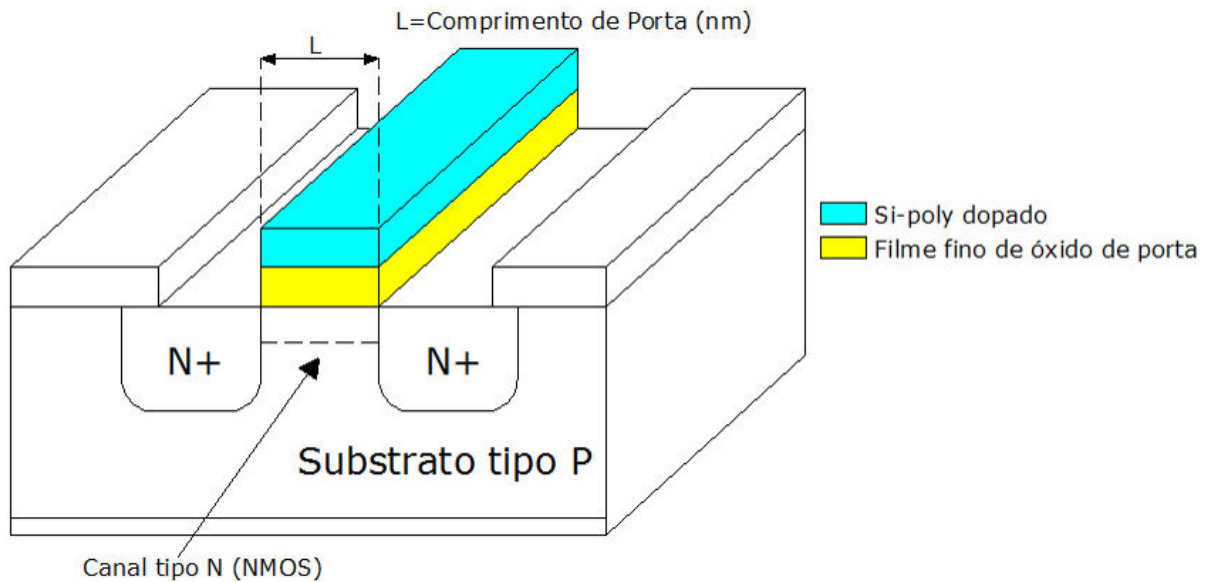 L=Comprimento de Porta (nm)
L
Si-poly dopado
Filme fino de óxido de porta
N+
N+
Substrato tipo P
Canal tipo N (NMOS)